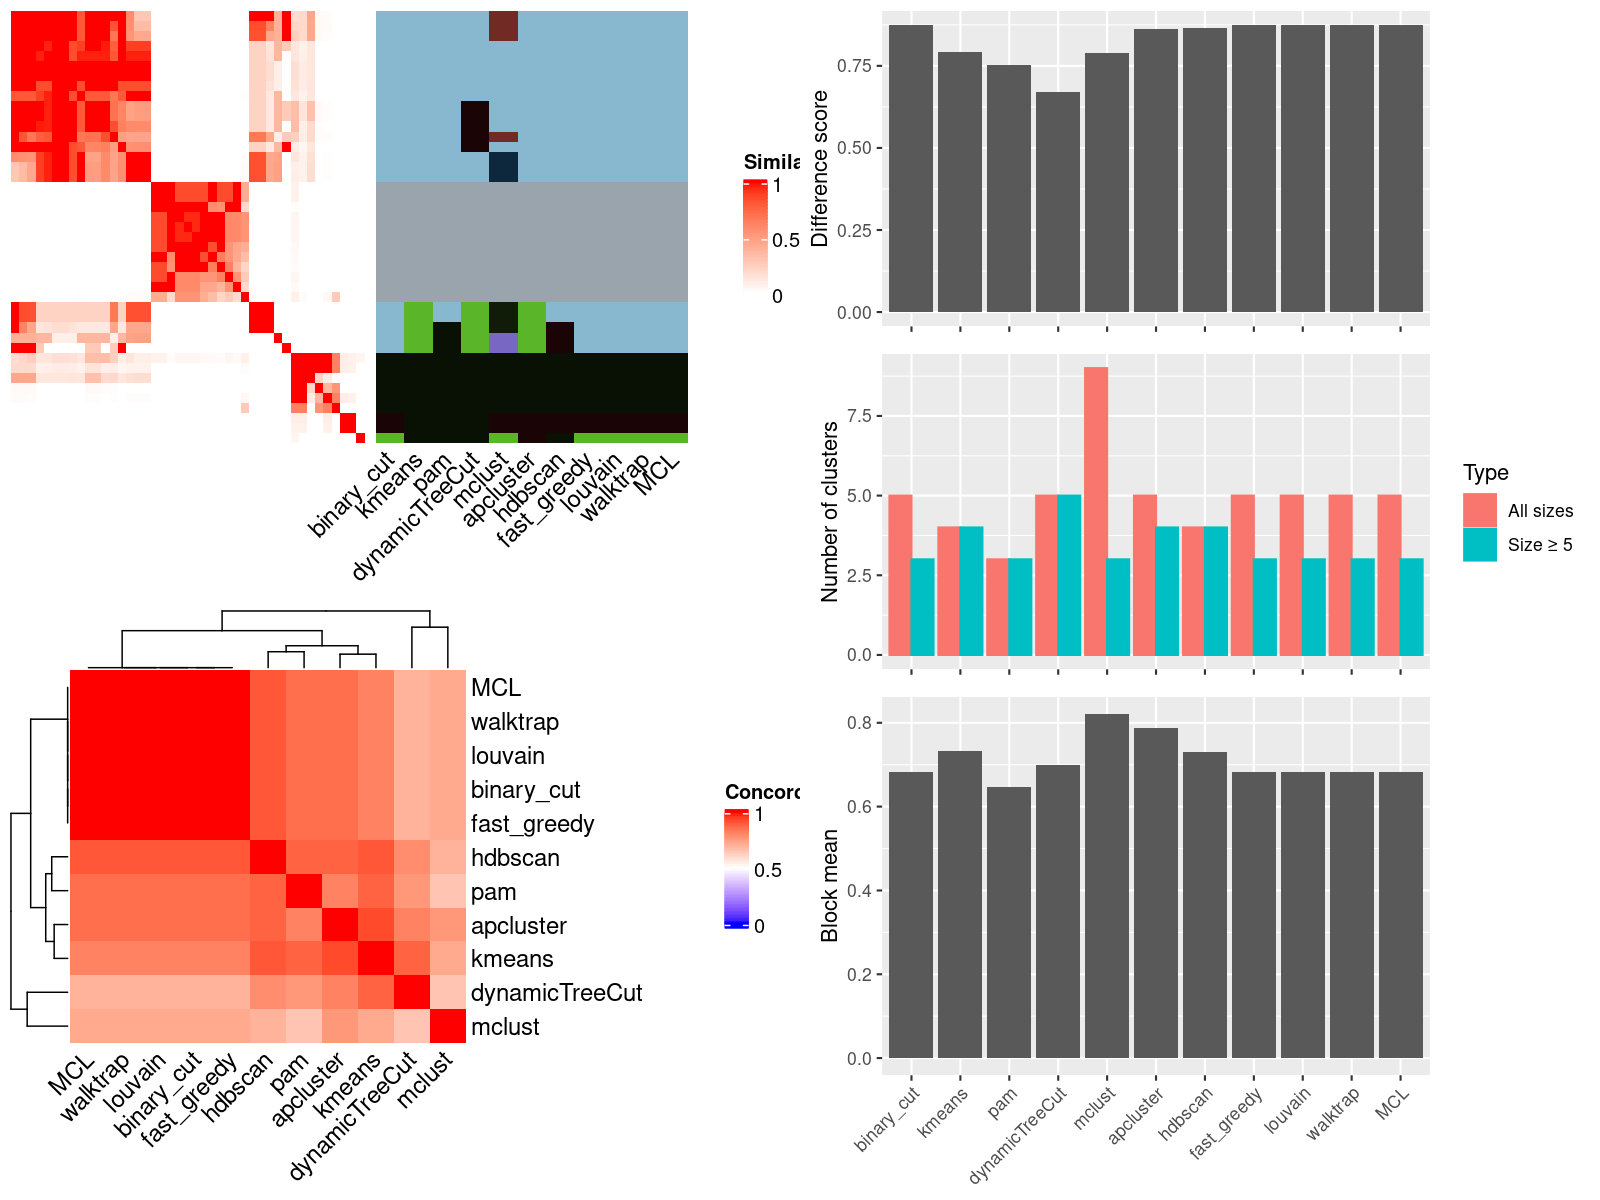 Simila
1
0.5
0
binary_cut
kmeans
pam
dynamicTreeCut
mclust
apcluster
hdbscan
fast_greedy
louvain
walktrap
MCL
MCL
walktrap
louvain
binary_cut
fast_greedy
hdbscan
pam
apcluster
kmeans
dynamicTreeCut
mclust
Concord
1
0.5
0
MCL
walktrap
louvain
binary_cut
fast_greedy
hdbscan
pam
apcluster
kmeans
dynamicTreeCut
mclust
Difference score
0.75
0.50
0.25
0.00
Number of clusters
7.5
5.0
2.5
0.0
Type
All sizes
Size ≥ 5
Block mean
0.8
0.6
0.4
0.2
0.0
binary_cut
kmeans
pam
dynamicTreeCut
mclust
apcluster
hdbscan
fast_greedy
louvain
walktrap
MCL